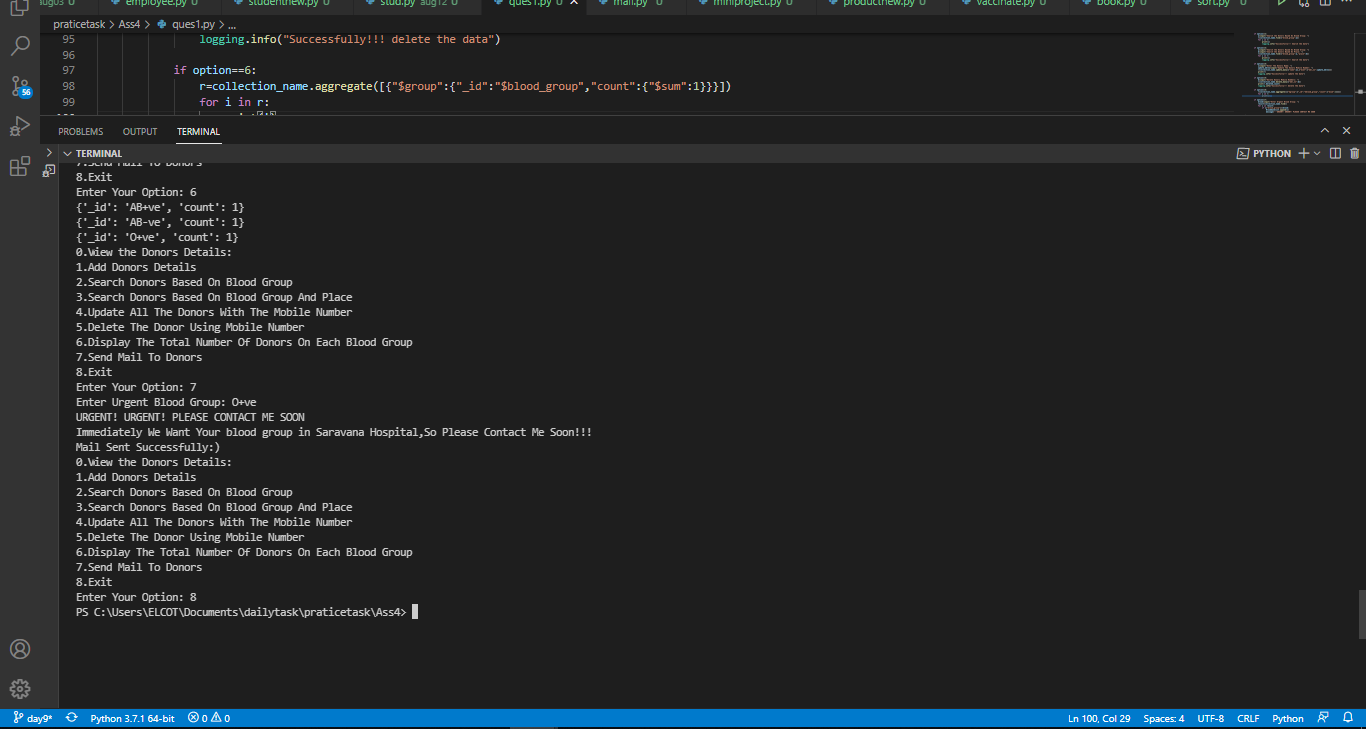 aug03 U employee.py U studentnew.py U stud.py aug12 U ques1.py U mail.py U miniproject.py U productnew.py U vaccinate.py U book.py U sort.py U
praticetask > Ass4 > ques1.py > ...
95 logging.info("Successfully!!! delete the data")
96
97 if option==6:
98 r=collection_name.aggregate([{"$group":{"_id":"$blood_group","count":{"$sum":1}}}])
99 for i in r:
56
PROBLEMS OUTPUT TERMINAL
TERMINAL PYTHON
7.Send Mail To Donors
8.Exit
Enter Your Option: 6
{'_id': 'AB+ve', 'count': 1}
{'_id': 'AB-ve', 'count': 1}
{'_id': 'O+ve', 'count': 1}
0.View the Donors Details:
1.Add Donors Details
2.Search Donors Based On Blood Group
3.Search Donors Based On Blood Group And Place
4.Update All The Donors With The Mobile Number
5.Delete The Donor Using Mobile Number
6.Display The Total Number Of Donors On Each Blood Group
7.Send Mail To Donors
8.Exit
Enter Your Option: 7
Enter Urgent Blood Group: O+ve
URGENT! URGENT! PLEASE CONTACT ME SOON
Immediately We Want Your blood group in Saravana Hospital,So Please Contact Me Soon!!!
Mail Sent Successfully:)
0.View the Donors Details:
1.Add Donors Details
2.Search Donors Based On Blood Group
3.Search Donors Based On Blood Group And Place
4.Update All The Donors With The Mobile Number
5.Delete The Donor Using Mobile Number
6.Display The Total Number Of Donors On Each Blood Group
7.Send Mail To Donors
8.Exit
Enter Your Option: 8
PS C:\Users\ELCOT\Documents\dailytask\praticetask\Ass4>
day9* Python 3.7.1 64-bit 0 0 Ln 100, Col 29 Spaces: 4 UTF-8 CRLF Python